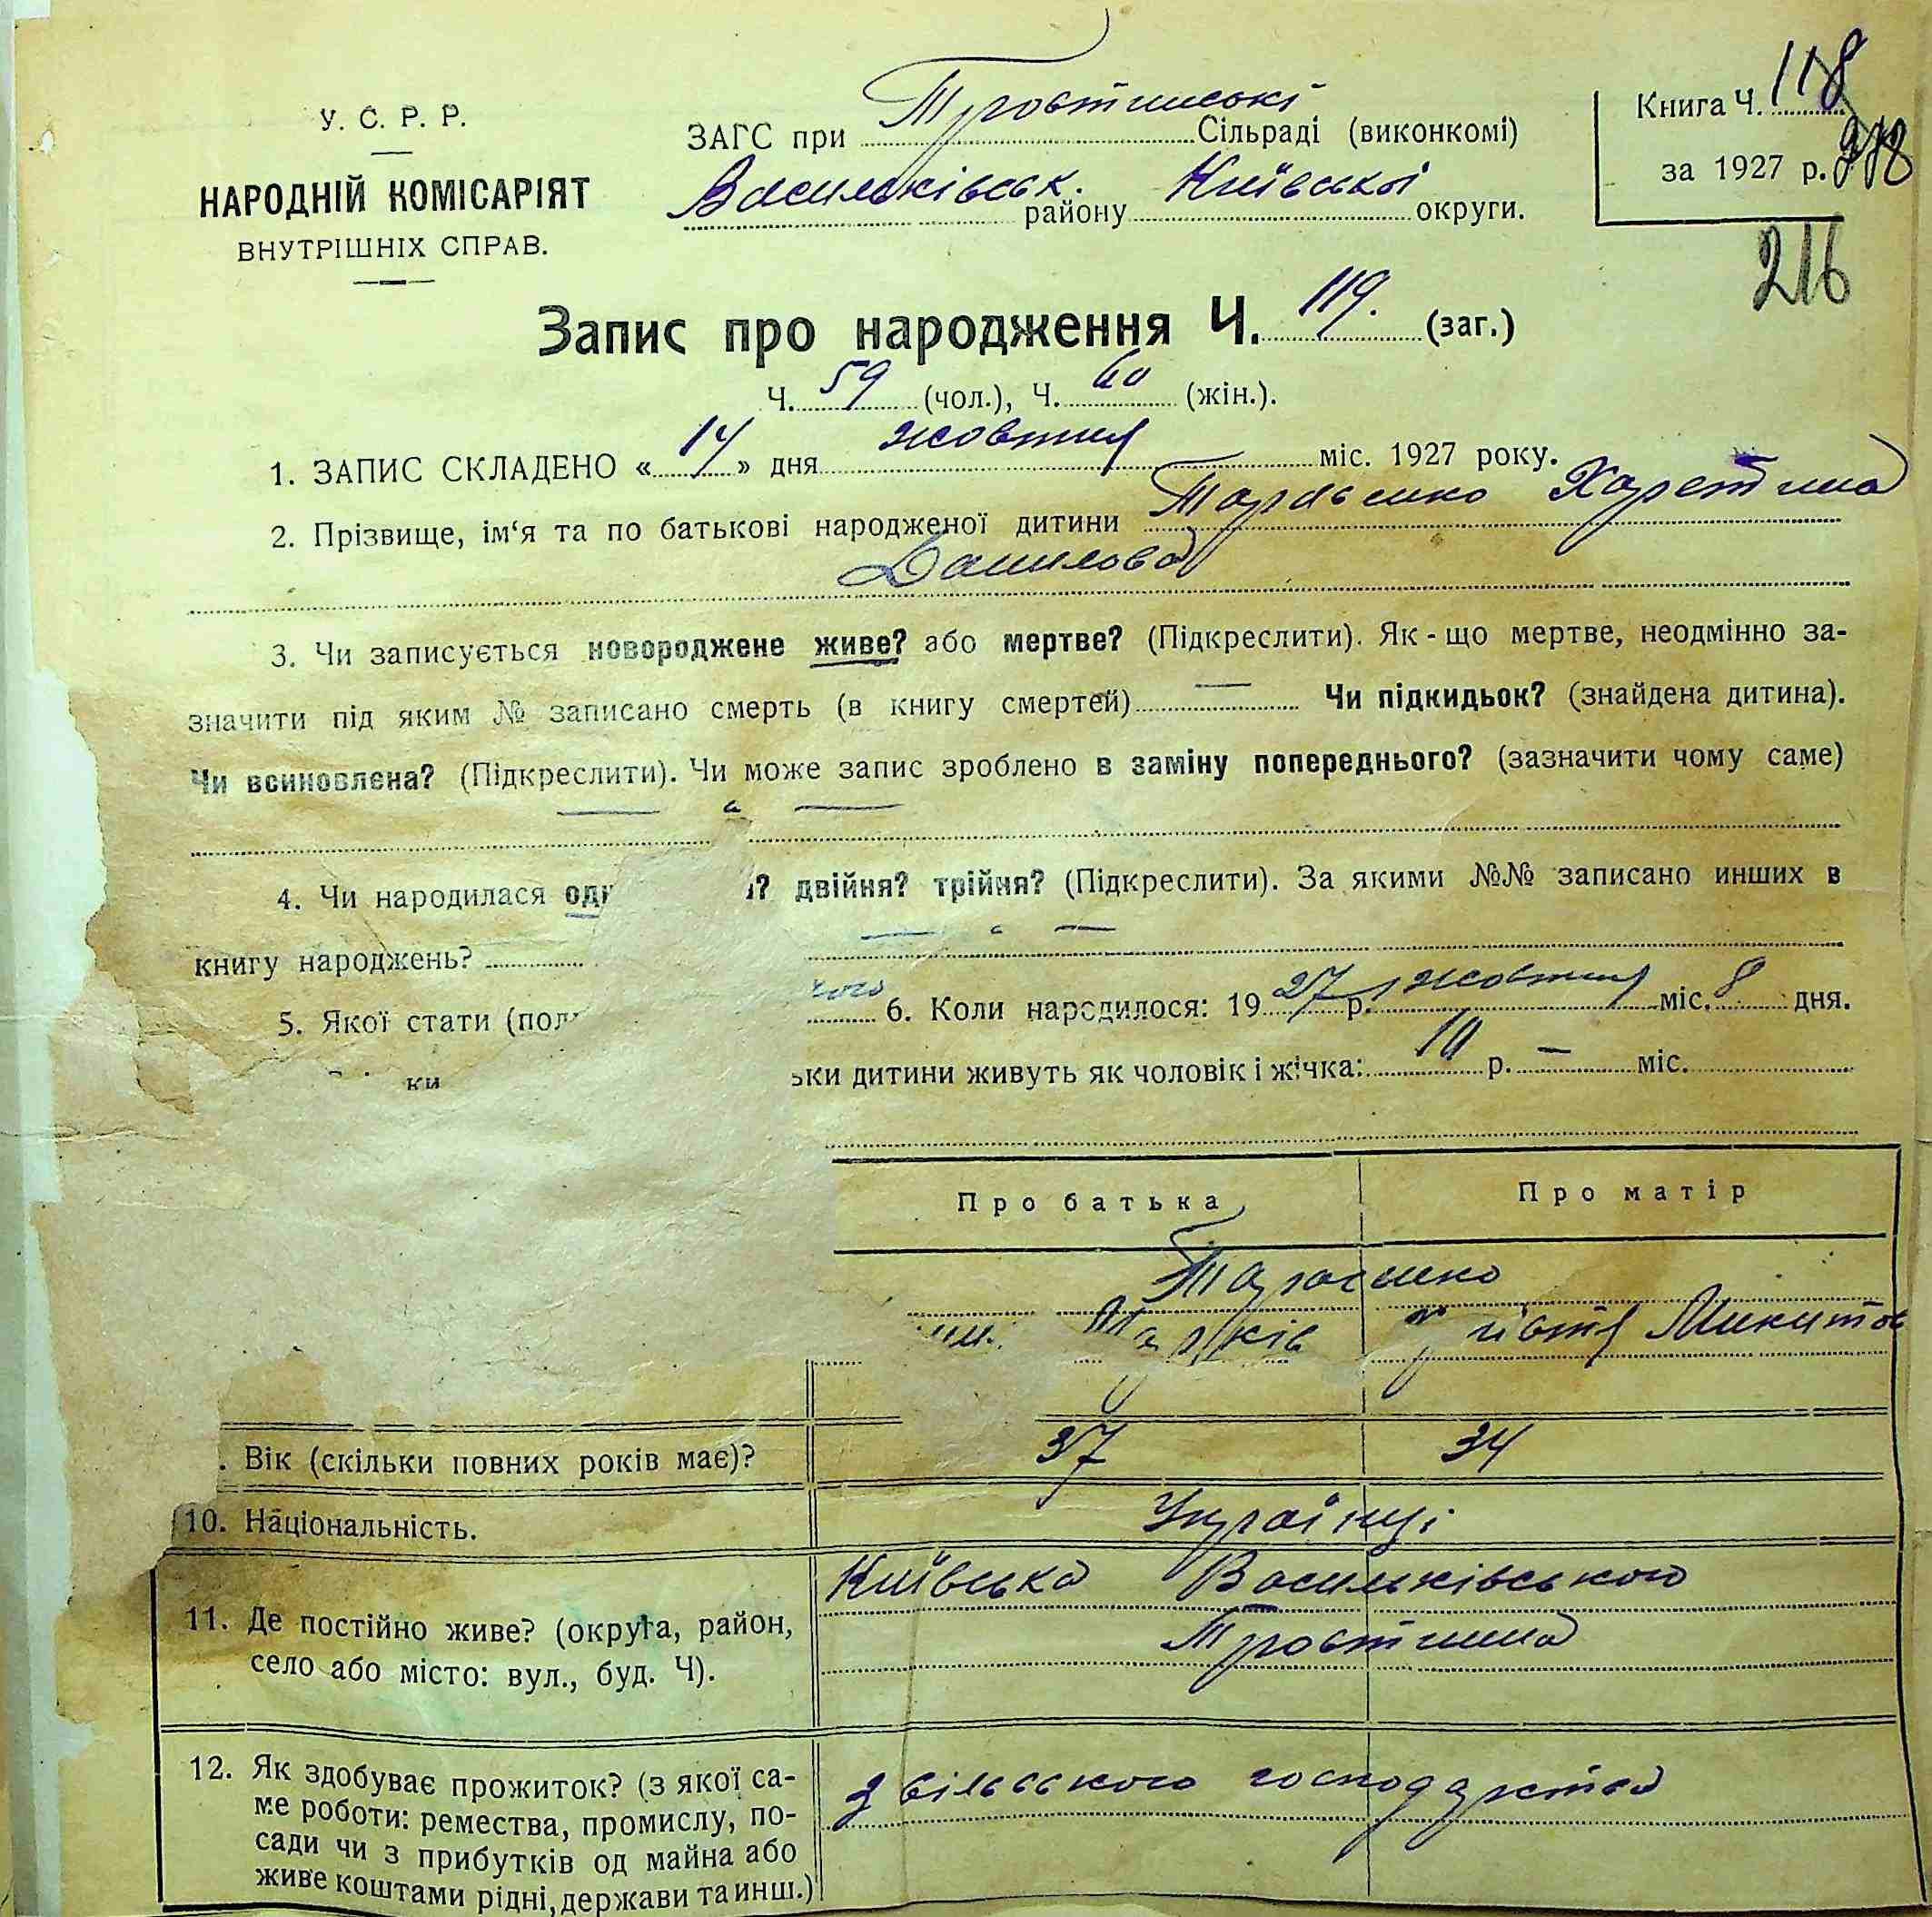 У. С. Р. Р.
НАРОДНІЙ КОМІСАРІЯТ
ВНУТРІШНІХ СПРАВ.
ЗАГС при Тростинські Сільраді (виконкомі)
Васильківськ. району Київської округи.
Книга Ч. 118
за 1927 р. 218
216
Запис про народження Ч. 119. (заг.)
Ч. 59 (чол.), Ч. 60 (жін.).
1. ЗАПИС СКЛАДЕНО «14» дня жовтня міс. 1927 року.
2. Прізвище, ім‘я та по батькові народженої дитини Тарасенко Харетина
Данилова
3. Чи записується новороджене живе? або мертве? (Підкреслити). Як-що мертве, неодмінно за-
значити під яким № записано смерть (в книгу смертей) — Чи підкидьок? (знайдена дитина).
Чи всиновлена? (Підкреслити). Чи може запис зроблено в заміну попереднього? (зазначити чому саме)
4. Чи народилася од ? двійня? трійня? (Підкреслити). За якими №№ записано инших в
книгу народжень?
5. Якої стати (пол чого 6. Коли народилося: 1927 р. жовтня міс. 8 дня.
ки ьки дитини живуть як чоловік і жічка: 10 р. — міс.
Про батька Про матір
Тарасенко
Марків Микитов
Вік (скільки повних років має)? 37 34
10. Національність. Українці
11. Де постійно живе? (округа, район, Київська Васильківського
село або місто: вул., буд. Ч). Тростинка
12. Як здобуває прожиток? (з якої са-
ме роботи: ремества, промислу, по- з сільського господарства
сади чи з прибутків од майна або
живе коштами рідні, держави та инш.)